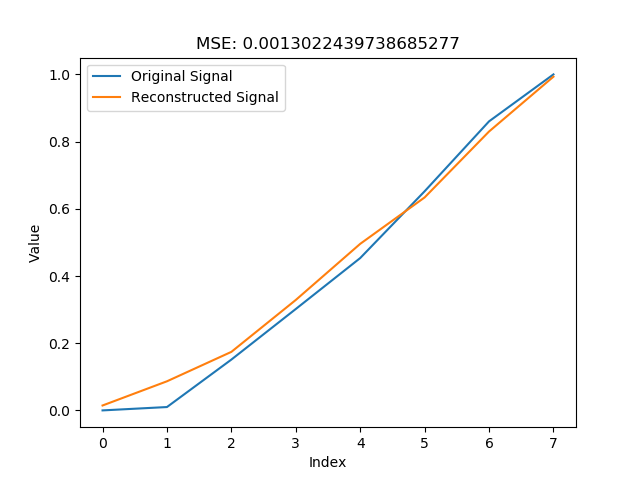 MSE: 0.0013022439738685277
Original Signal
Reconstructed Signal
1.0
0.8
0.6
0.4
0.2
0.0
Value
0 1 2 3 4 5 6 7
Index